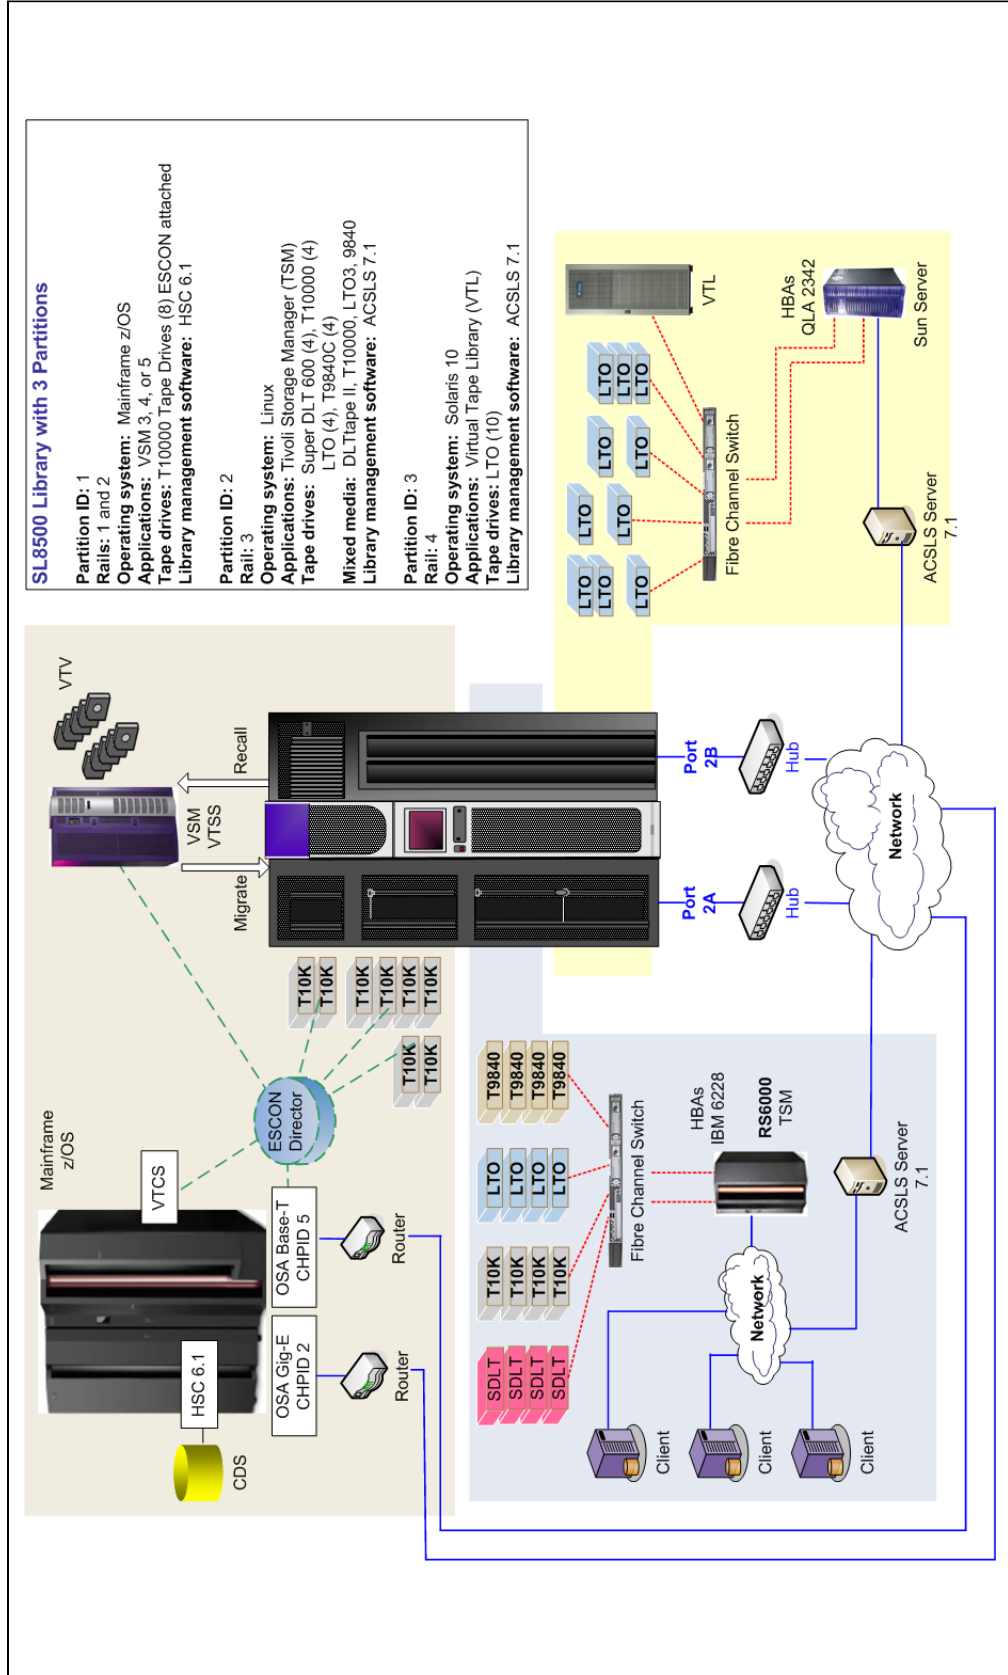 SL8500 Library with 3 Partitions
Partition ID: 1
Rails: 1 and 2
Operating system: Mainframe z/OS
Applications: VSM 3, 4, or 5
Tape drives: T10000 Tape Drives (8) ESCON attached
Library management software: HSC 6.1
Partition ID: 2
Rail: 3
Operating system: Linux
Applications: Tivoli Storage Manager (TSM)
Tape drives: Super DLT 600 (4), T10000 (4)
LTO (4), T9840C (4)
Mixed media: DLTtape II, T10000, LTO3, 9840
Library management software: ACSLS 7.1
Partition ID: 3
Rail: 4
Operating system: Solaris 10
Applications: Virtual Tape Library (VTL)
Tape drives: LTO (10)
Library management software: ACSLS 7.1
Mainframe
z/OS
VTCS
HSC 6.1
CDS
OSA Gig-E
CHPID 2
OSA Base-T
CHPID 5
Router
Router
ESCON
Director
VTV
VSM
VTSS
Migrate
Recall
T10K
T10K
T10K
T10K
T10K
T10K
T10K
T10K
Port
2A
Port
2B
Hub
Hub
Network
SDLT
SDLT
SDLT
SDLT
T10K
T10K
T10K
T10K
LTO
LTO
LTO
LTO
T9840
T9840
T9840
T9840
Fibre Channel Switch
HBAs
IBM 6228
RS6000
TSM
Network
Client
Client
Client
ACSLS Server
7.1
LTO
LTO
LTO
LTO
LTO
LTO
LTO
LTO
LTO
LTO
Fibre Channel Switch
VTL
HBAs
QLA 2342
Sun Server
ACSLS Server
7.1